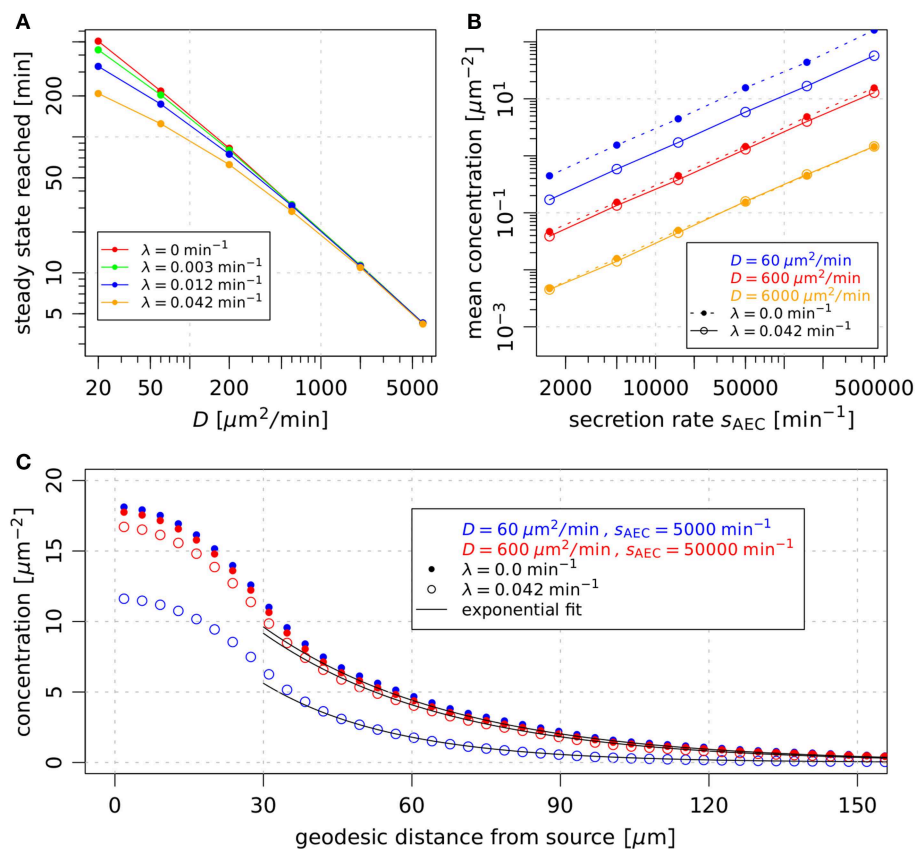 A
steady state reached [min]
200
50
10
5
λ = 0 min⁻¹
λ = 0.003 min⁻¹
λ = 0.012 min⁻¹
λ = 0.042 min⁻¹
20 50 200 1000 5000
D [μm²/min]
B
mean concentration [μm⁻²]
10¹
10⁻¹
10⁻³
D = 60 μm²/min
D = 600 μm²/min
D = 6000 μm²/min
λ = 0.0 min⁻¹
λ = 0.042 min⁻¹
2000 10000 50000 500000
secretion rate s_AEC [min⁻¹]
C
concentration [μm⁻²]
20
15
10
5
0
D = 60 μm²/min , s_AEC = 5000 min⁻¹
D = 600 μm²/min , s_AEC = 50000 min⁻¹
λ = 0.0 min⁻¹
λ = 0.042 min⁻¹
exponential fit
0 30 60 90 120 150
geodesic distance from source [μm]